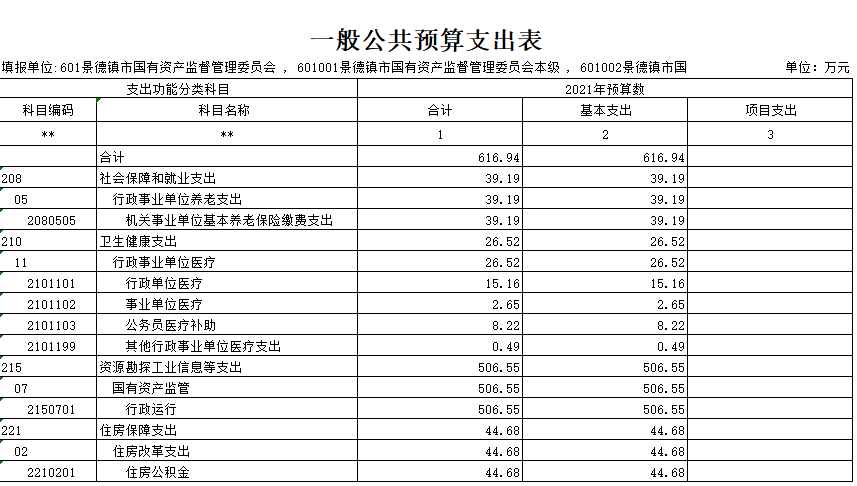 一般公共预算支出表
填报单位:601景德镇市国有资产监督管理委员会 , 601001景德镇市国有资产监督管理委员会本级 , 601002景德镇市国 单位: 万元
支出功能分类科目 2021年预算数
科目编码 科目名称 合计 基本支出 项目支出
** ** 1 2 3
合计 616.94 616.94
208 社会保障和就业支出 39.19 39.19
05 行政事业单位养老支出 39.19 39.19
2080505 机关事业单位基本养老保险缴费支出 39.19 39.19
210 卫生健康支出 26.52 26.52
11 行政事业单位医疗 26.52 26.52
2101101 行政单位医疗 15.16 15.16
2101102 事业单位医疗 2.65 2.65
2101103 公务员医疗补助 8.22 8.22
2101199 其他行政事业单位医疗支出 0.49 0.49
215 资源勘探工业信息等支出 506.55 506.55
07 国有资产监管 506.55 506.55
2150701 行政运行 506.55 506.55
221 住房保障支出 44.68 44.68
02 住房改革支出 44.68 44.68
2210201 住房公积金 44.68 44.68